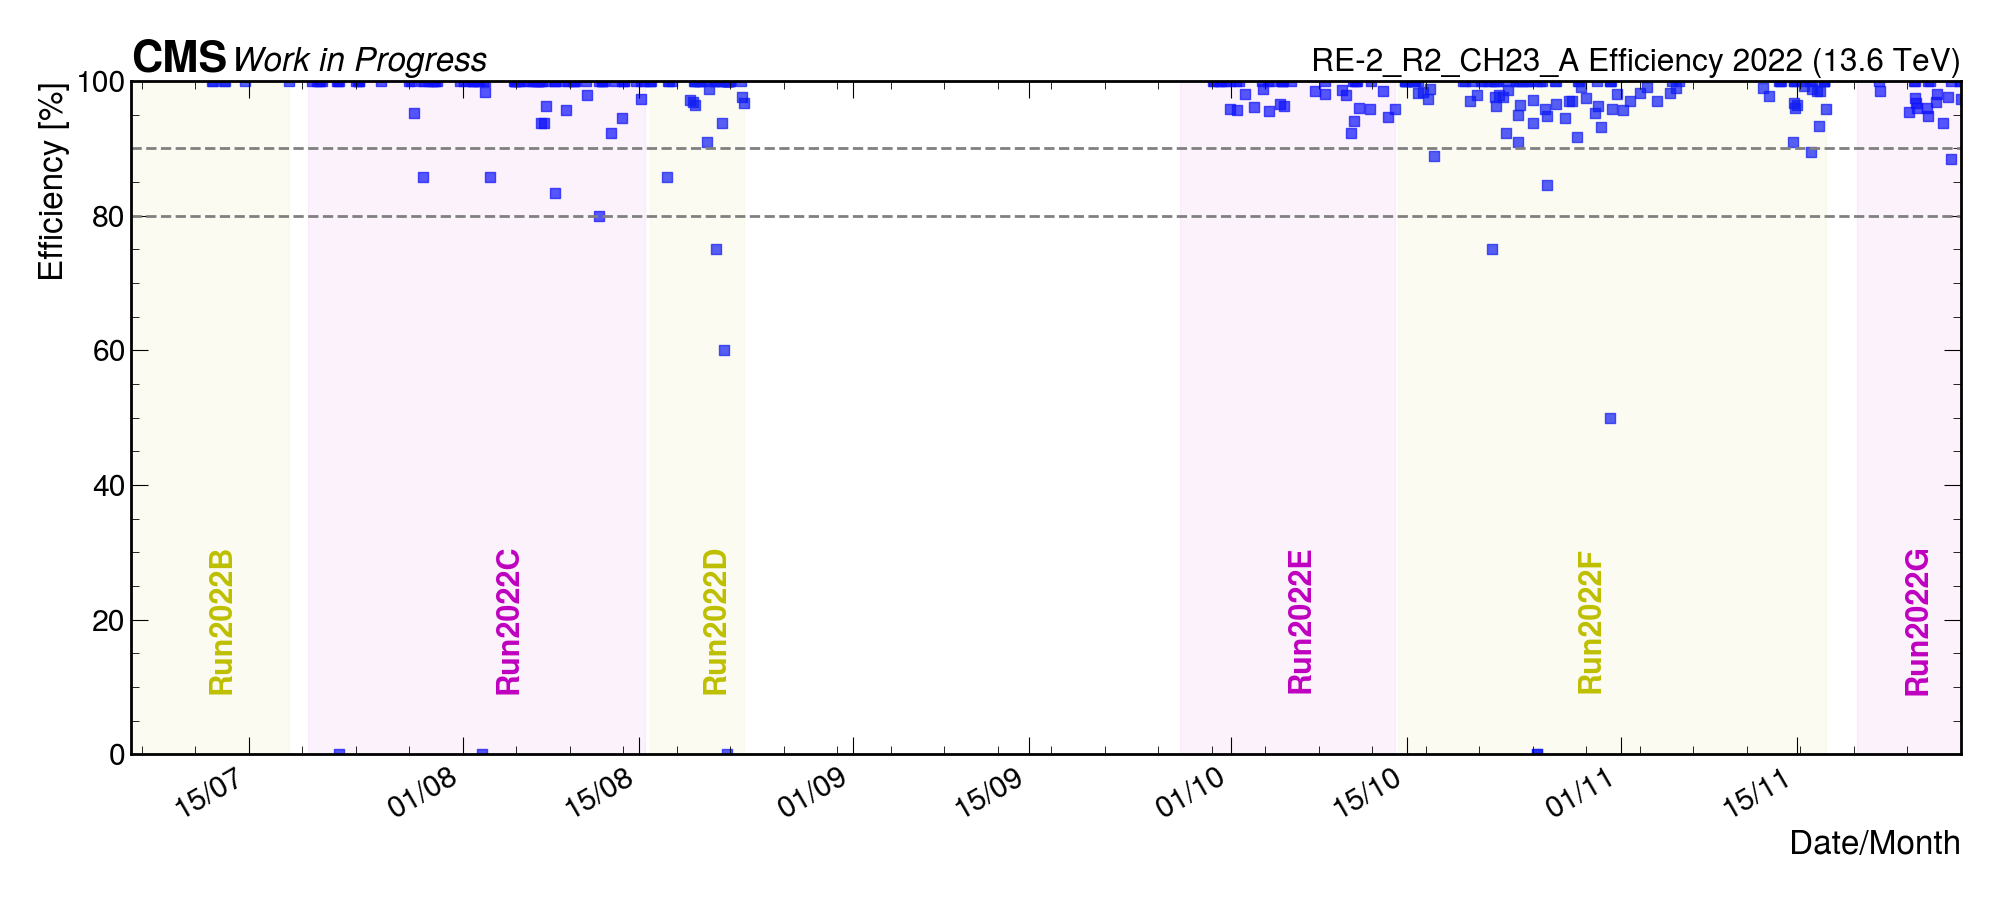 CMS Work in Progress
RE-2_R2_CH23_A Efficiency 2022 (13.6 TeV)
Efficiency [%]
100
80
60
40
20
0
Run2022B
Run2022C
Run2022D
Run2022E
Run2022F
Run2022G
15/07
01/08
15/08
01/09
15/09
01/10
15/10
01/11
15/11
Date/Month